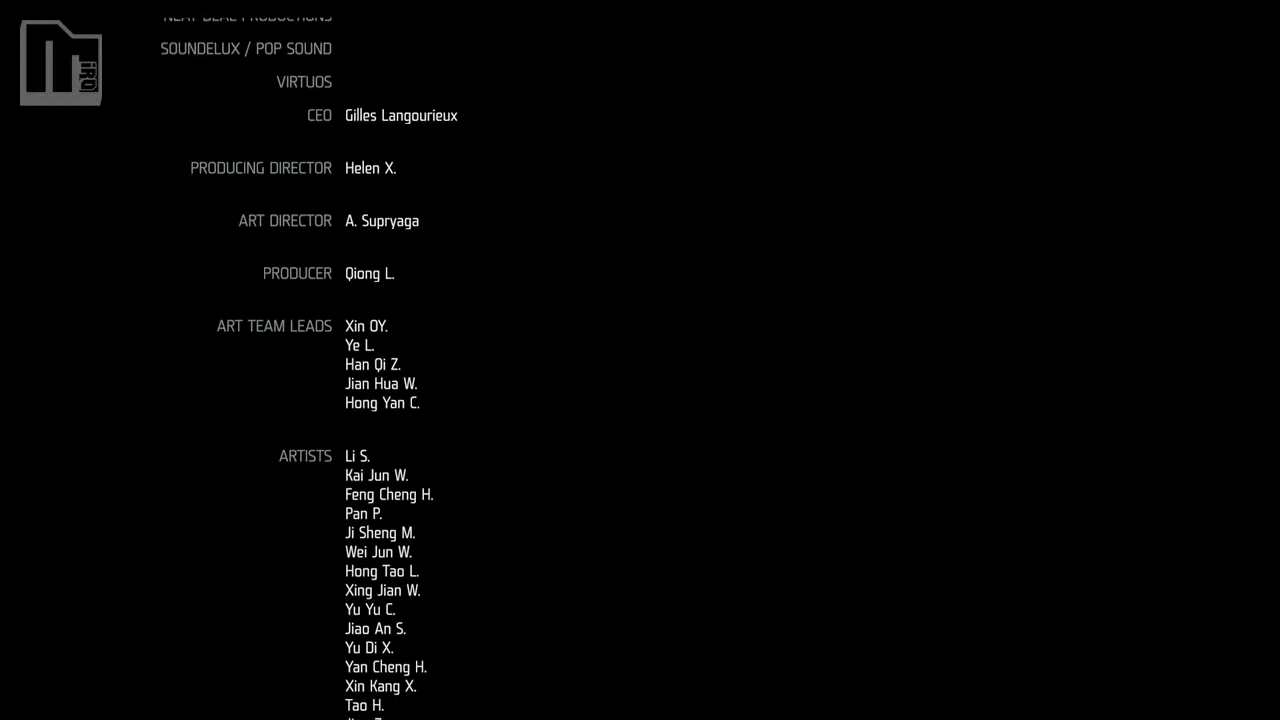 SOUNDELUX / POP SOUND
VIRTUOS
CEO Gilles Langourieux
PRODUCING DIRECTOR Helen X.
ART DIRECTOR A. Supryaga
PRODUCER Qiong L.
ART TEAM LEADS Xin OY.
Ye L.
Han Qi Z.
Jian Hua W.
Hong Yan C.
ARTISTS Li S.
Kai Jun W.
Feng Cheng H.
Pan P.
Ji Sheng M.
Wei Jun W.
Hong Tao L.
Xing Jian W.
Yu Yu C.
Jiao An S.
Yu Di X.
Yan Cheng H.
Xin Kang X.
Tao H.